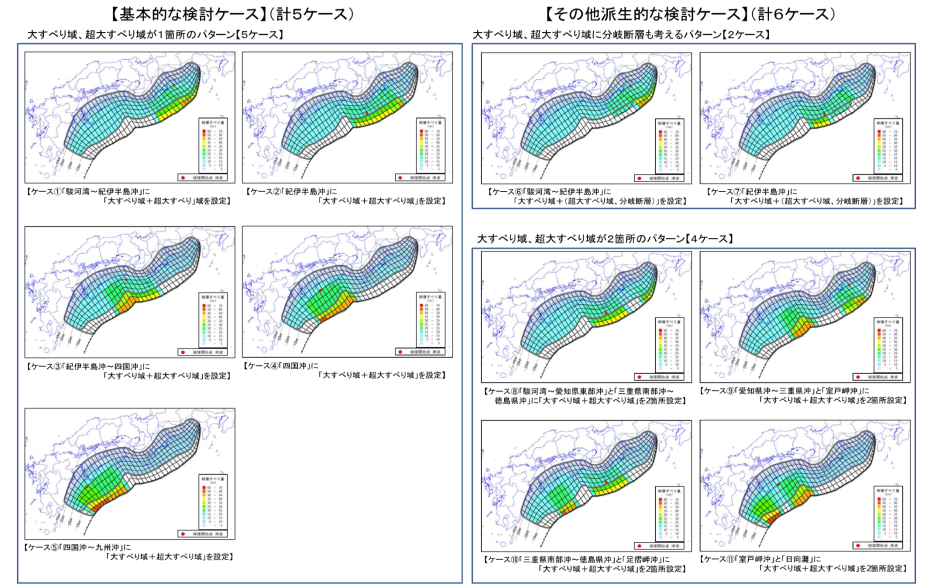 【基本的な検討ケース】（計5ケース）
大すべり域、超大すべり域が1箇所のパターン【5ケース】
【ケース①「駿河湾～紀伊半島沖」に
「大すべり域＋超大すべり」域を設定】
【ケース②「紀伊半島沖」に
「大すべり域＋超大すべり域」を設定】
【ケース③「紀伊半島沖～四国沖」に
「大すべり域＋超大すべり域」を設定】
【ケース④「四国沖」に
「大すべり域＋超大すべり域」を設定】
【ケース⑤「四国沖～九州沖」に
「大すべり域＋超大すべり域」を設定】
【その他派生的な検討ケース】（計6ケース）
大すべり域、超大すべり域に分岐断層も考えるパターン【2ケース】
【ケース⑥「駿河湾～紀伊半島沖」に
「大すべり域＋（超大すべり域、分岐断層）」を設定】
【ケース⑦「紀伊半島沖」に
「大すべり域＋（超大すべり域、分岐断層）」を設定】
大すべり域、超大すべり域が2箇所のパターン【4ケース】
【ケース⑧「駿河湾～愛知県東部沖」と「三重県南部沖～
徳島県沖」に「大すべり域＋超大すべり域」を2箇所設定】
【ケース⑨「愛知県沖～三重県沖」と「室戸岬沖」に
「大すべり域＋超大すべり域」を2箇所設定】
【ケース⑩「三重県南部沖～徳島県沖」と「足摺岬沖」に
「大すべり域＋超大すべり域」を2箇所設定】
【ケース⑪「室戸岬沖」と「日向灘」に
「大すべり域＋超大すべり域」を2箇所設定】